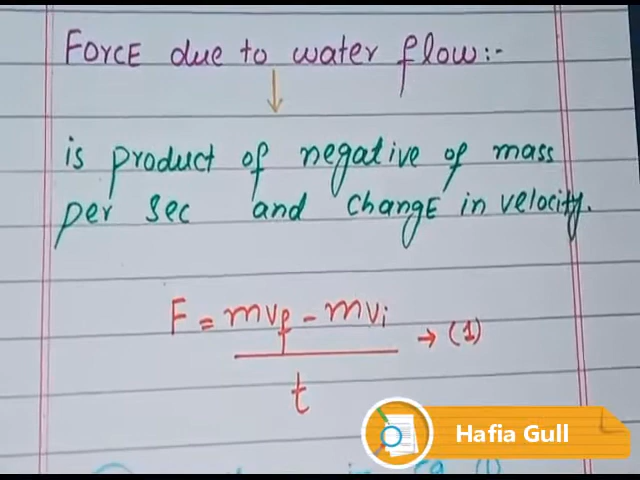 FORCE due to water flow:-
is product of negative of mass
per sec and change in velocity.
F = mvf - mvi
t
→ (1)
Hafia Gull